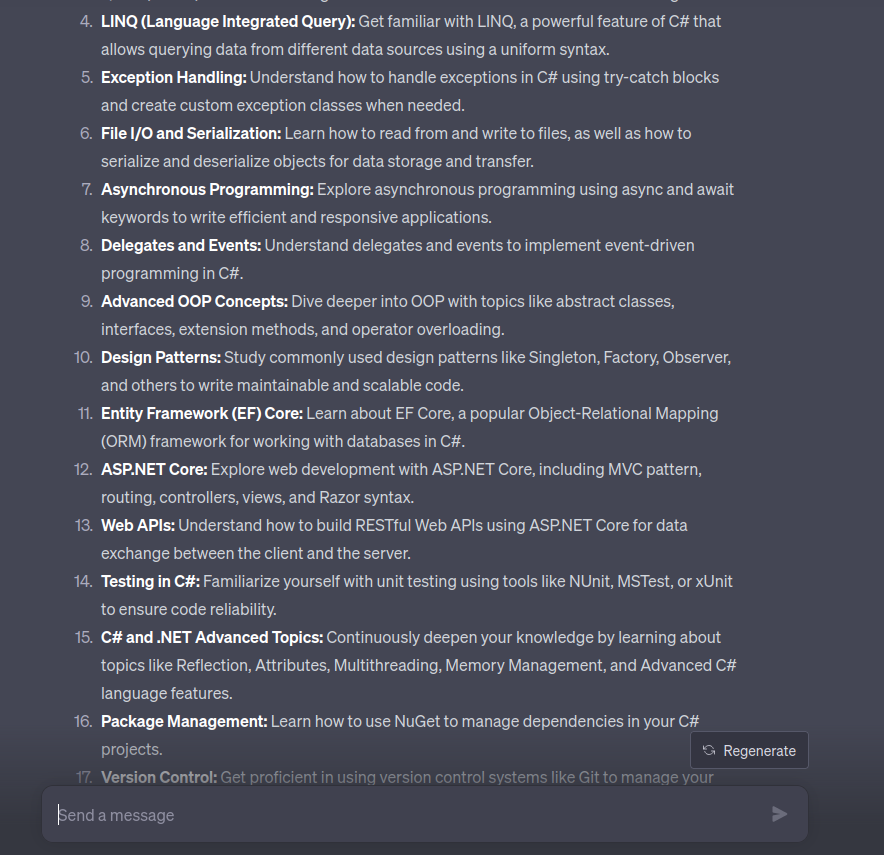 4. LINQ (Language Integrated Query): Get familiar with LINQ, a powerful feature of C# that
allows querying data from different data sources using a uniform syntax.
5. Exception Handling: Understand how to handle exceptions in C# using try-catch blocks
and create custom exception classes when needed.
6. File I/O and Serialization: Learn how to read from and write to files, as well as how to
serialize and deserialize objects for data storage and transfer.
7. Asynchronous Programming: Explore asynchronous programming using async and await
keywords to write efficient and responsive applications.
8. Delegates and Events: Understand delegates and events to implement event-driven
programming in C#.
9. Advanced OOP Concepts: Dive deeper into OOP with topics like abstract classes,
interfaces, extension methods, and operator overloading.
10. Design Patterns: Study commonly used design patterns like Singleton, Factory, Observer,
and others to write maintainable and scalable code.
11. Entity Framework (EF) Core: Learn about EF Core, a popular Object-Relational Mapping
(ORM) framework for working with databases in C#.
12. ASP.NET Core: Explore web development with ASP.NET Core, including MVC pattern,
routing, controllers, views, and Razor syntax.
13. Web APIs: Understand how to build RESTful Web APIs using ASP.NET Core for data
exchange between the client and the server.
14. Testing in C#: Familiarize yourself with unit testing using tools like NUnit, MSTest, or xUnit
to ensure code reliability.
15. C# and .NET Advanced Topics: Continuously deepen your knowledge by learning about
topics like Reflection, Attributes, Multithreading, Memory Management, and Advanced C#
language features.
16. Package Management: Learn how to use NuGet to manage dependencies in your C#
projects.
Regenerate
17. Version Control: Get proficient in using version control systems like Git to manage your
Send a message